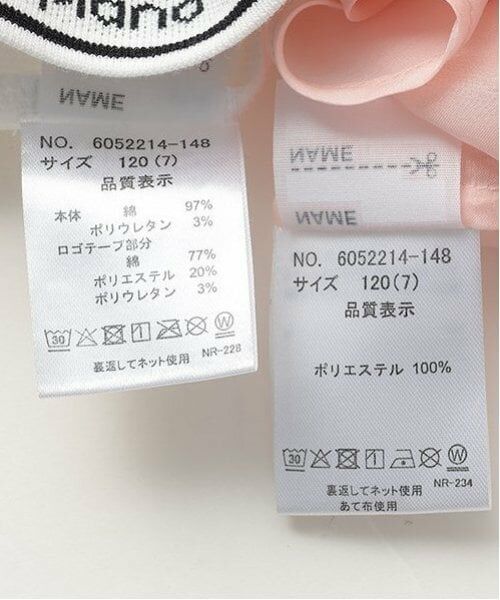 Mano
NAME
NO. 6052214-148
サイズ 120(7)
品質表示
本体 綿 97%
ポリウレタン 3%
ロゴテープ部分
綿 77%
ポリエステル 20%
ポリウレタン 3%
30
W
裏返してネット使用 NR-228
NAME
NAME
NO. 6052214-148
サイズ 120(7)
品質表示
ポリエステル 100%
30
W
NR-234
裏返してネット使用
あて布使用